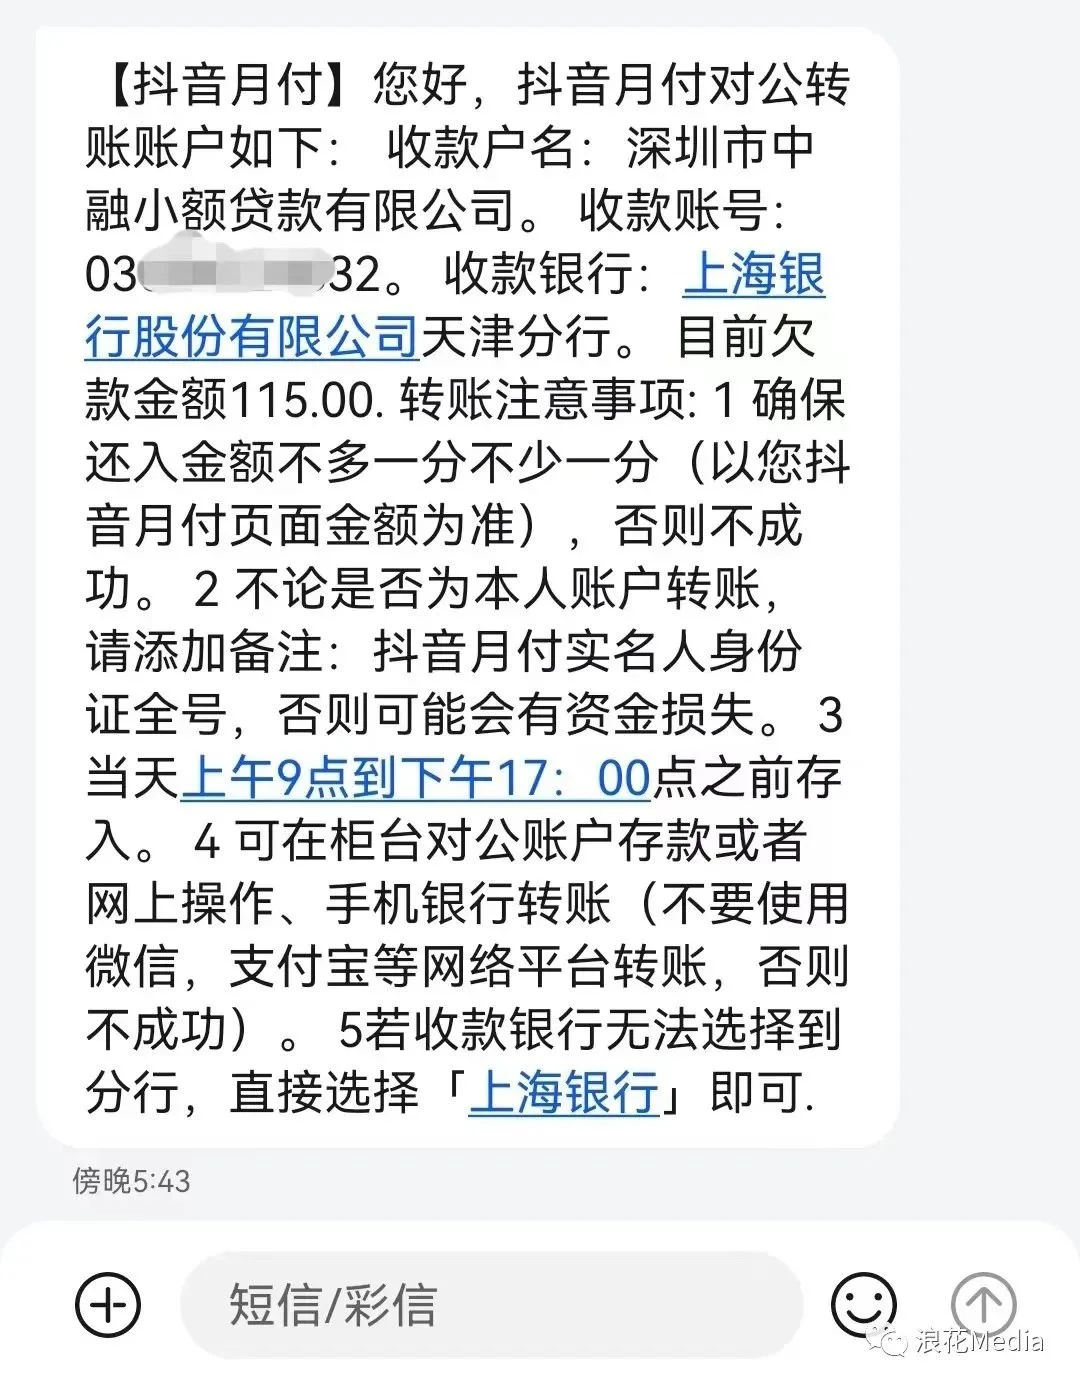 【抖音月付】您好，抖音月付对公转
账账户如下： 收款户名：深圳市中
融小额贷款有限公司。 收款账号：
03 32。 收款银行：上海银
行股份有限公司天津分行。 目前欠
款金额115.00. 转账注意事项: 1 确保
还入金额不多一分不少一分（以您抖
音月付页面金额为准），否则不成
功。 2 不论是否为本人账户转账，
请添加备注：抖音月付实名人身份
证全号，否则可能会有资金损失。 3
当天上午9点到下午17：00点之前存
入。 4 可在柜台对公账户存款或者
网上操作、手机银行转账（不要使用
微信，支付宝等网络平台转账，否则
不成功）。 5若收款银行无法选择到
分行，直接选择「上海银行」即可.
傍晚5:43
短信/彩信
浪花Media